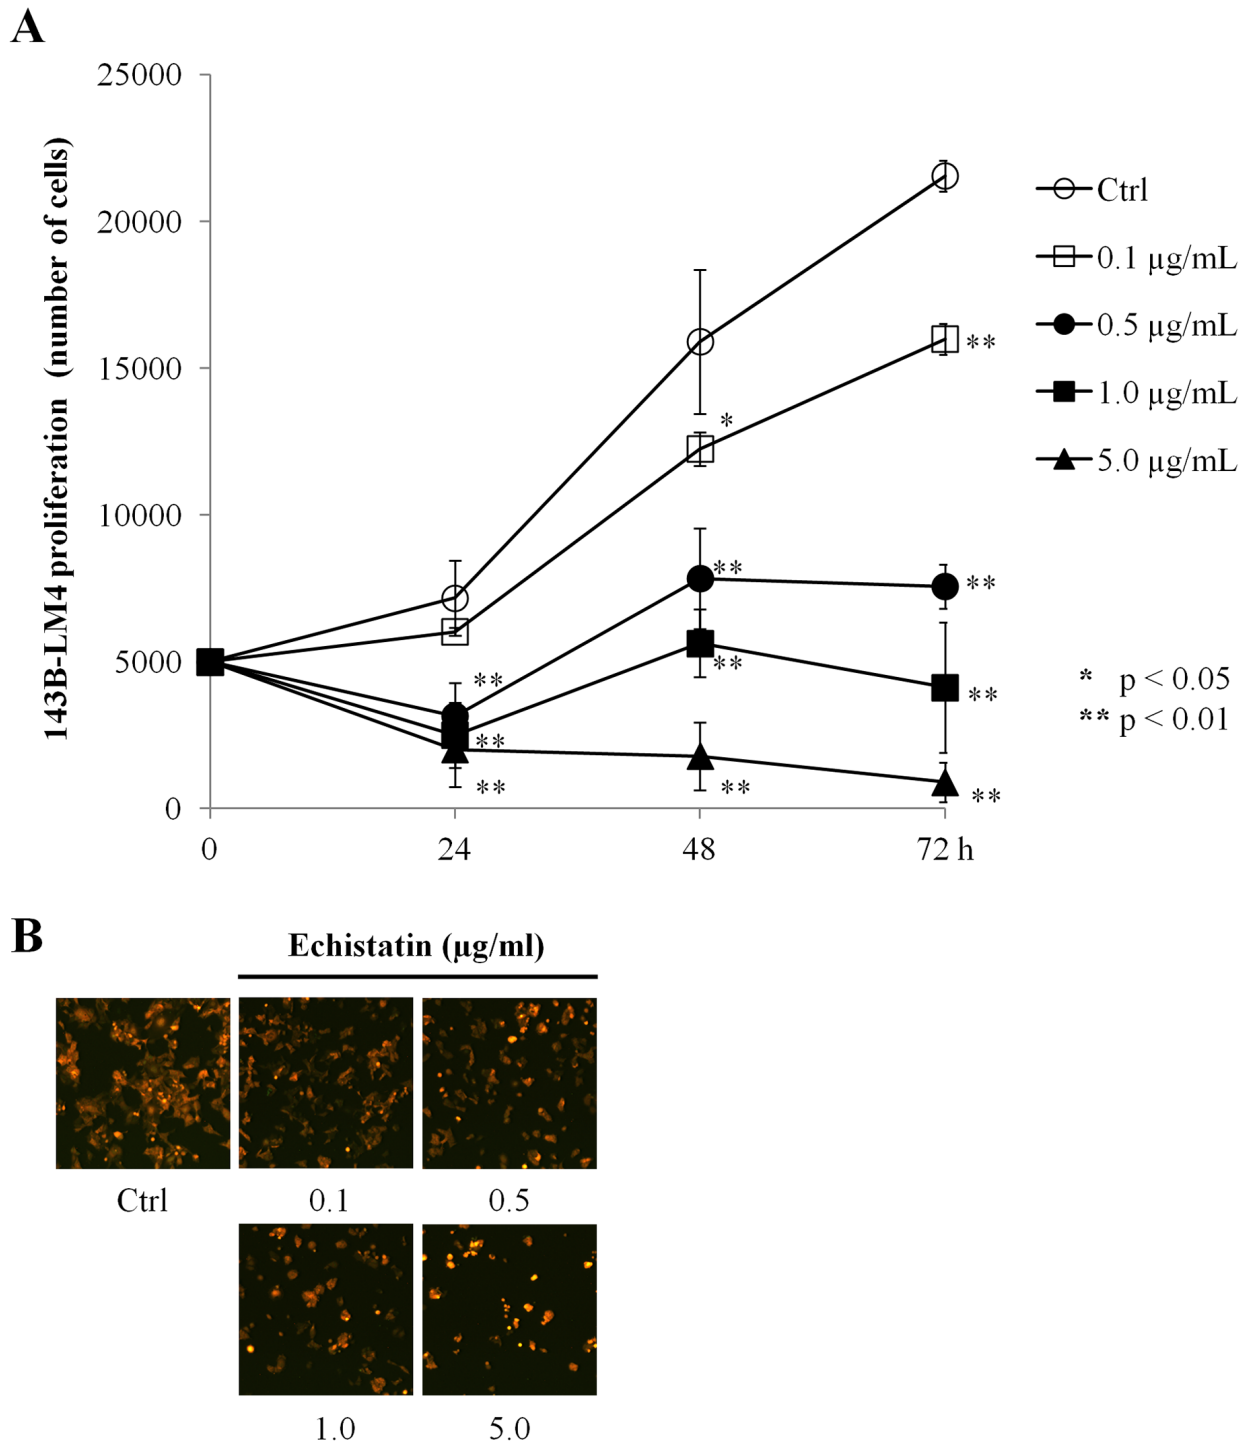 A
143B-LM4 proliferation (number of cells)
25000
20000
15000
10000
5000
0
0
24
48
72 h
*
**
**
**
**
**
**
**
**
**
**
**
Ctrl
0.1 µg/mL
0.5 µg/mL
1.0 µg/mL
5.0 µg/mL
* p < 0.05
** p < 0.01
B
Echistatin (µg/ml)
Ctrl
0.1
0.5
1.0
5.0